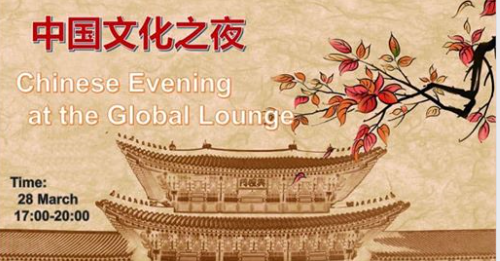 中国文化之夜
Chinese Evening
at the Global Lounge
Time:
28 March
17:00-20:00